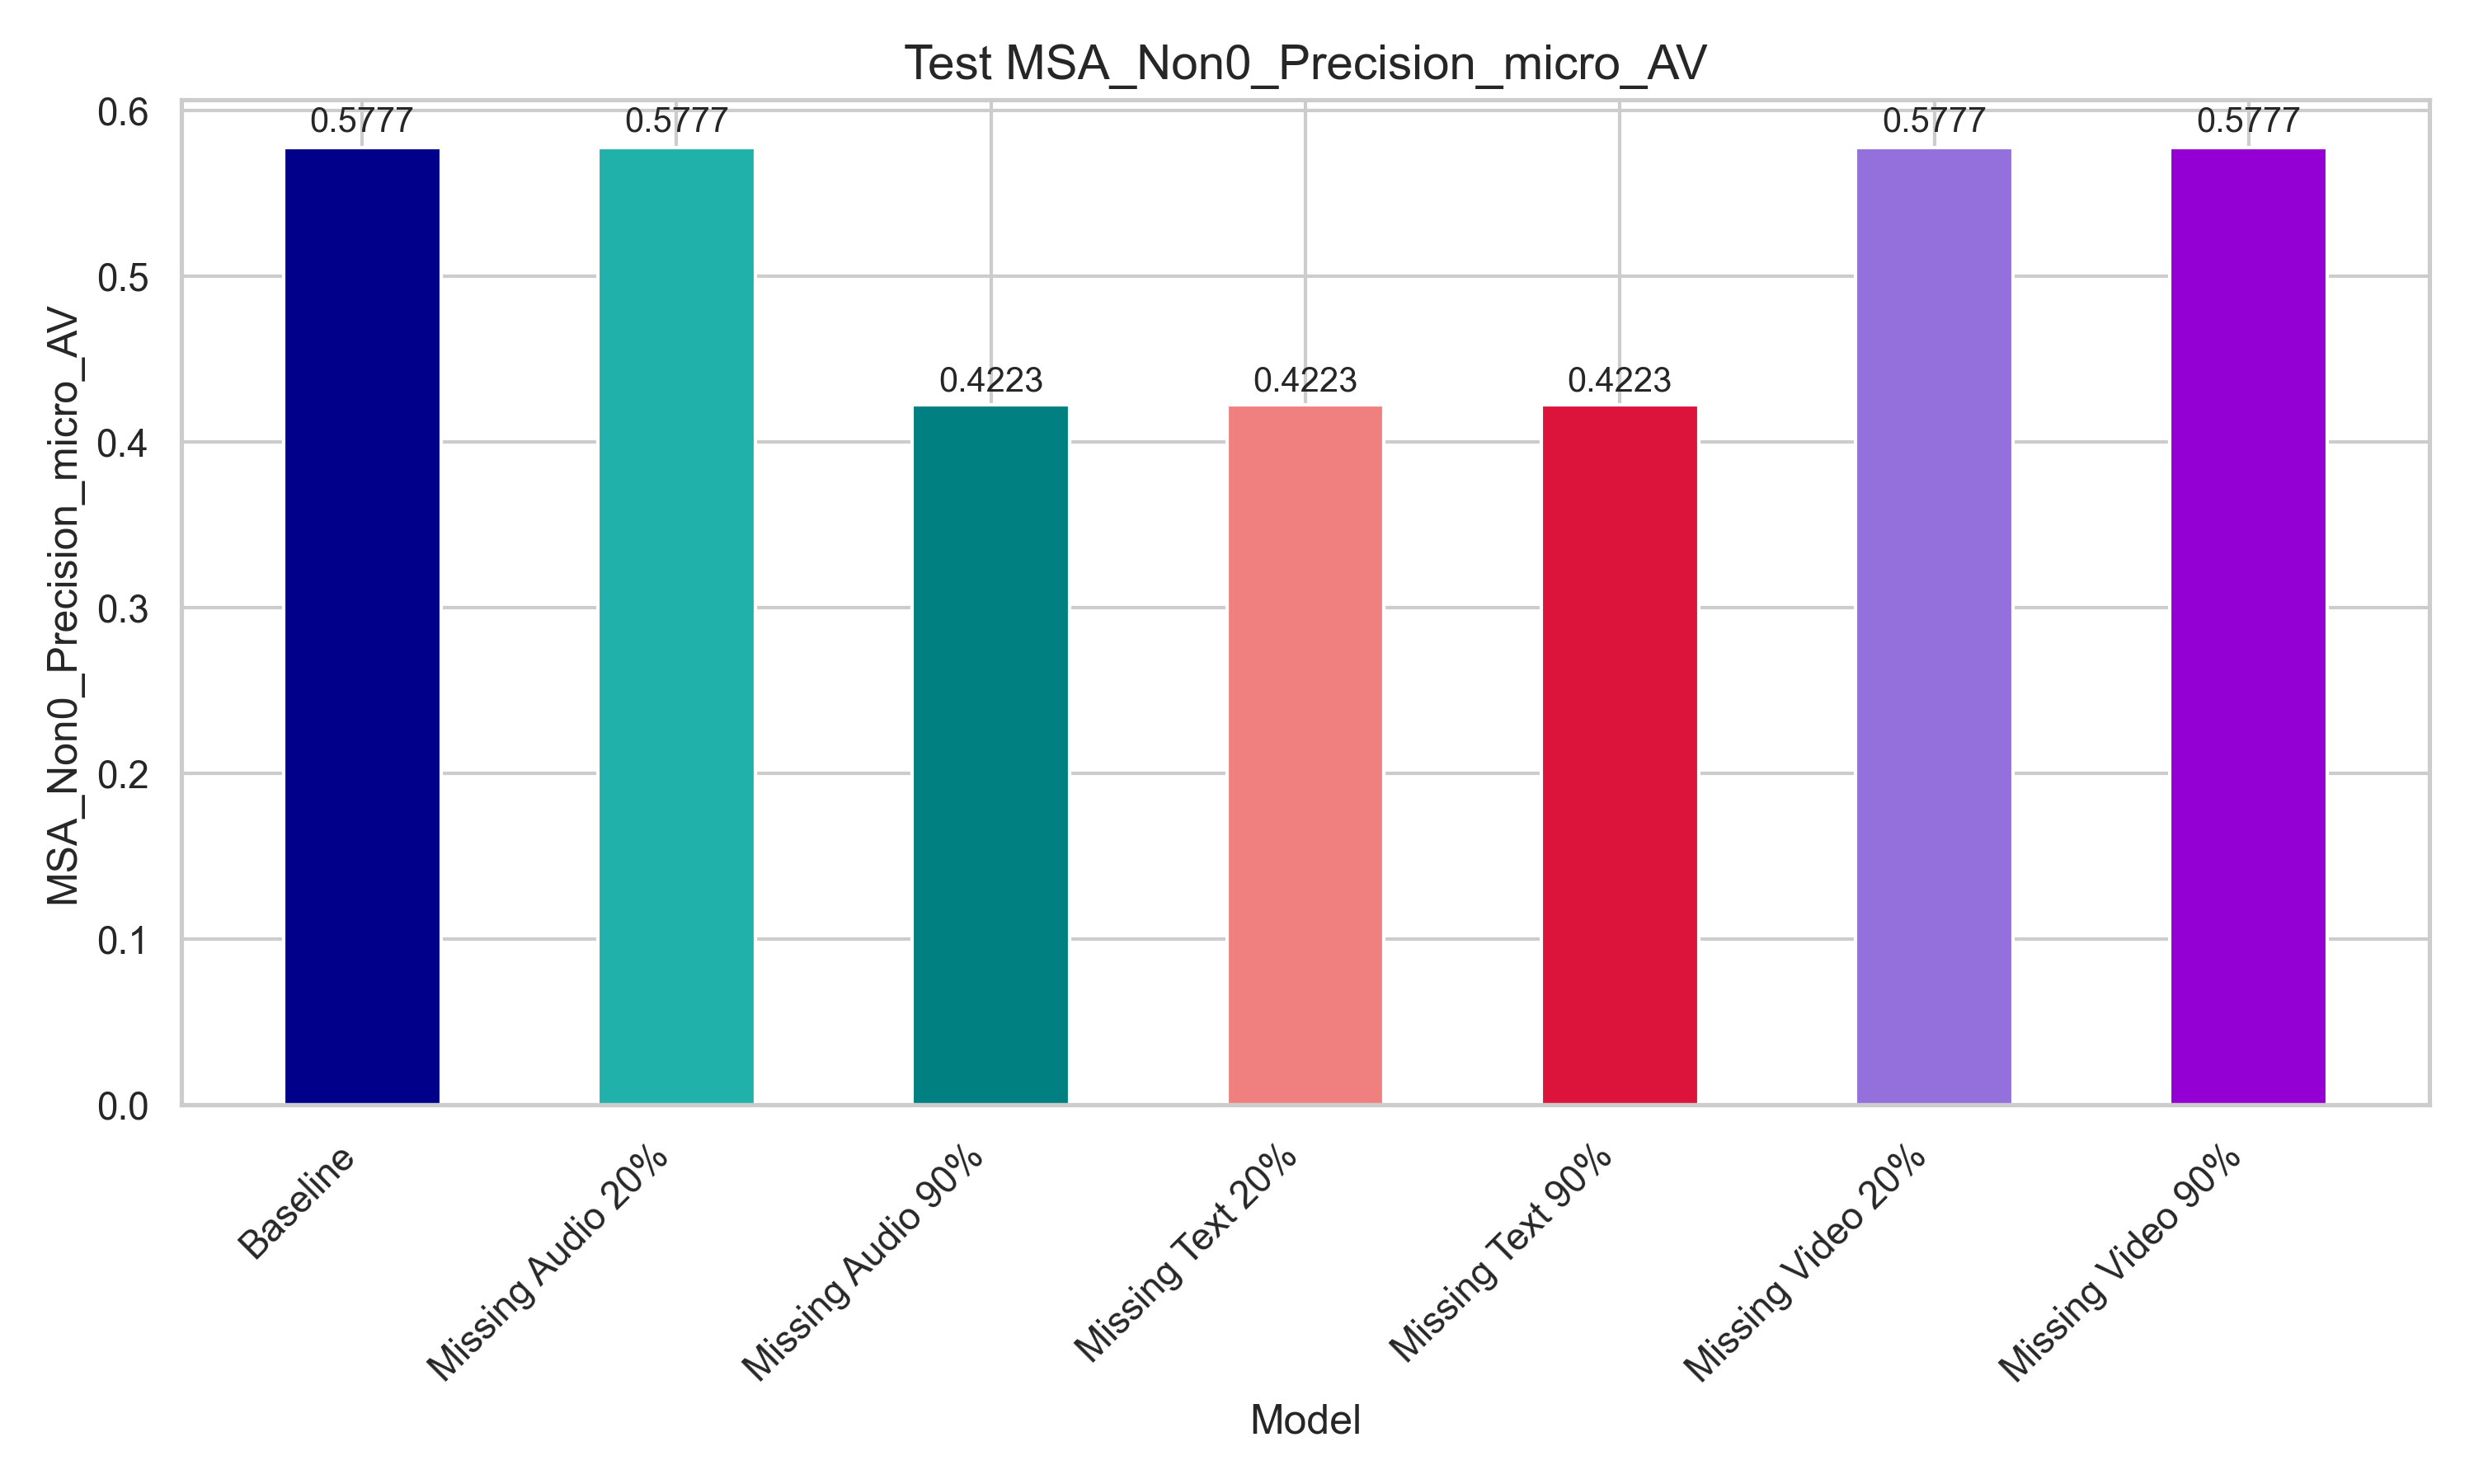 Test MSA_Non0_Precision_micro_AV
MSA_Non0_Precision_micro_AV
0.6
0.5
0.4
0.3
0.2
0.1
0.0
0.5777
0.5777
0.4223
0.4223
0.4223
0.5777
0.5777
Baseline
Missing Audio 20%
Missing Audio 90%
Missing Text 20%
Missing Text 90%
Missing Video 20%
Missing Video 90%
Model